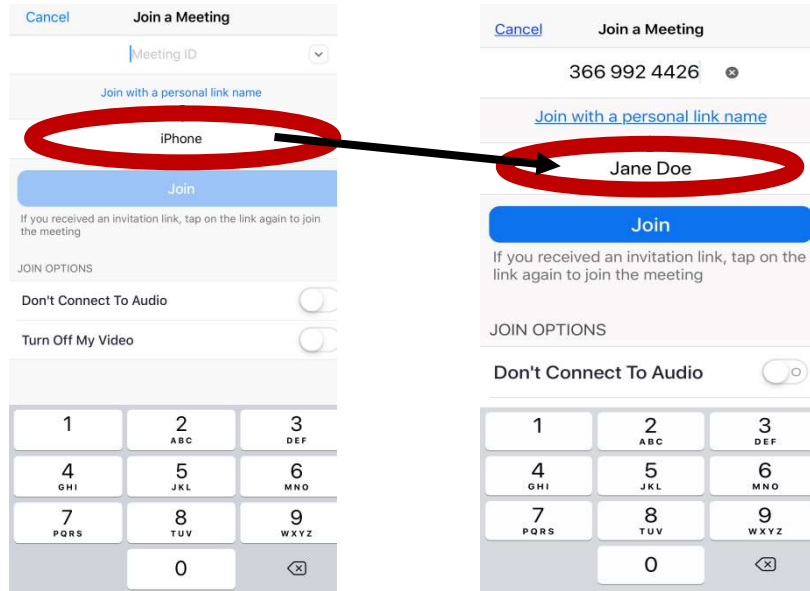 Cancel
Join a Meeting
Meeting ID
Join with a personal link name
iPhone
Join
If you received an invitation link, tap on the link again to join
the meeting
JOIN OPTIONS
Don't Connect To Audio
Turn Off My Video
1
2
ABC
3
DEF
4
GHI
5
JKL
6
MNO
7
PQRS
8
TUV
9
WXYZ
0
Cancel
Join a Meeting
366 992 4426
Join with a personal link name
Jane Doe
Join
If you received an invitation link, tap on the
link again to join the meeting
JOIN OPTIONS
Don't Connect To Audio
1
2
ABC
3
DEF
4
GHI
5
JKL
6
MNO
7
PQRS
8
TUV
9
WXYZ
0